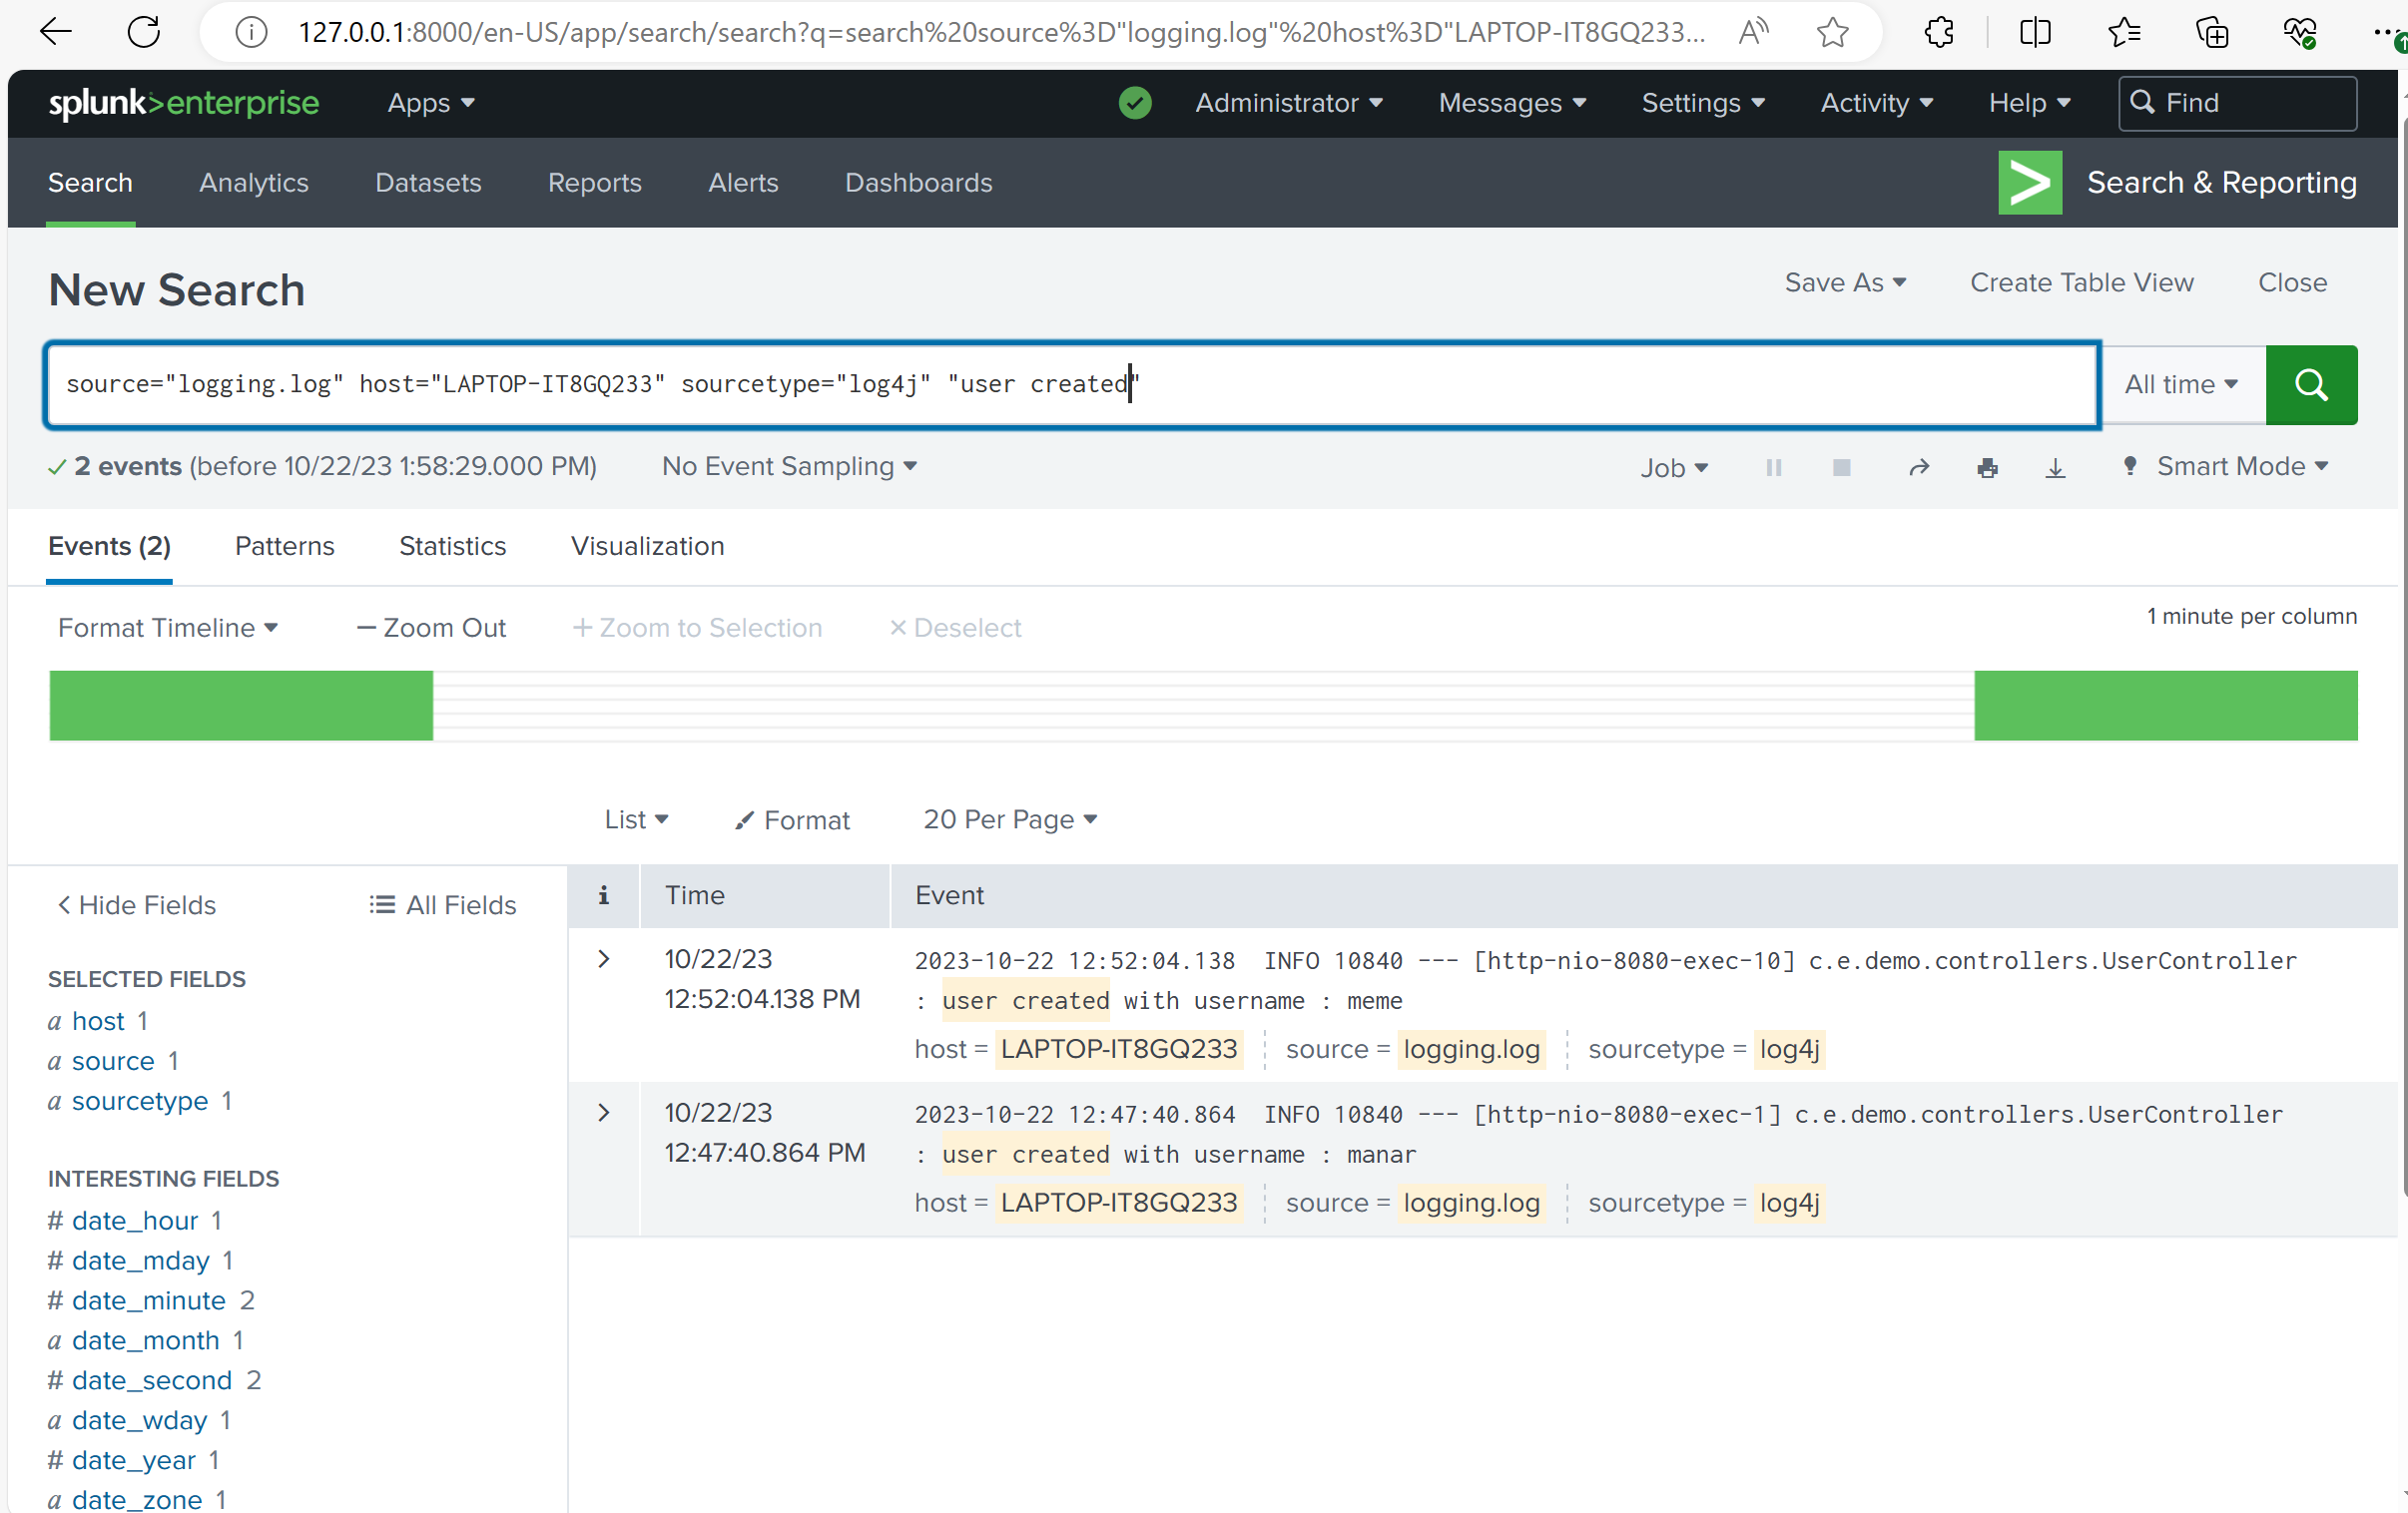 127.0.0.1:8000/en-US/app/search/search?q=search%20source%3D"logging.log"%20host%3D"LAPTOP-IT8GQ233...
splunk>enterprise Apps Administrator Messages Settings Activity Help Find
Search Analytics Datasets Reports Alerts Dashboards Search & Reporting
New Search Save As Create Table View Close
source="logging.log" host="LAPTOP-IT8GQ233" sourcetype="log4j" "user created" All time
2 events (before 10/22/23 1:58:29.000 PM) No Event Sampling Job Smart Mode
Events (2) Patterns Statistics Visualization
Format Timeline — Zoom Out + Zoom to Selection × Deselect 1 minute per column
List Format 20 Per Page
< Hide Fields All Fields
SELECTED FIELDS
a host 1
a source 1
a sourcetype 1
INTERESTING FIELDS
# date_hour 1
# date_mday 1
# date_minute 2
a date_month 1
# date_second 2
a date_wday 1
# date_year 1
a date_zone 1
i Time Event
> 10/22/23 2023-10-22 12:52:04.138 INFO 10840 --- [http-nio-8080-exec-10] c.e.demo.controllers.UserController
12:52:04.138 PM : user created with username : meme
host = LAPTOP-IT8GQ233 source = logging.log sourcetype = log4j
> 10/22/23 2023-10-22 12:47:40.864 INFO 10840 --- [http-nio-8080-exec-1] c.e.demo.controllers.UserController
12:47:40.864 PM : user created with username : manar
host = LAPTOP-IT8GQ233 source = logging.log sourcetype = log4j